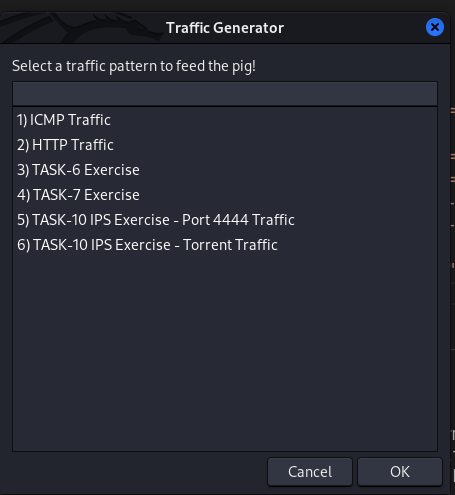 Traffic Generator
Select a traffic pattern to feed the pig!
1) ICMP Traffic
2) HTTP Traffic
3) TASK-6 Exercise
4) TASK-7 Exercise
5) TASK-10 IPS Exercise - Port 4444 Traffic
6) TASK-10 IPS Exercise - Torrent Traffic
Cancel
OK